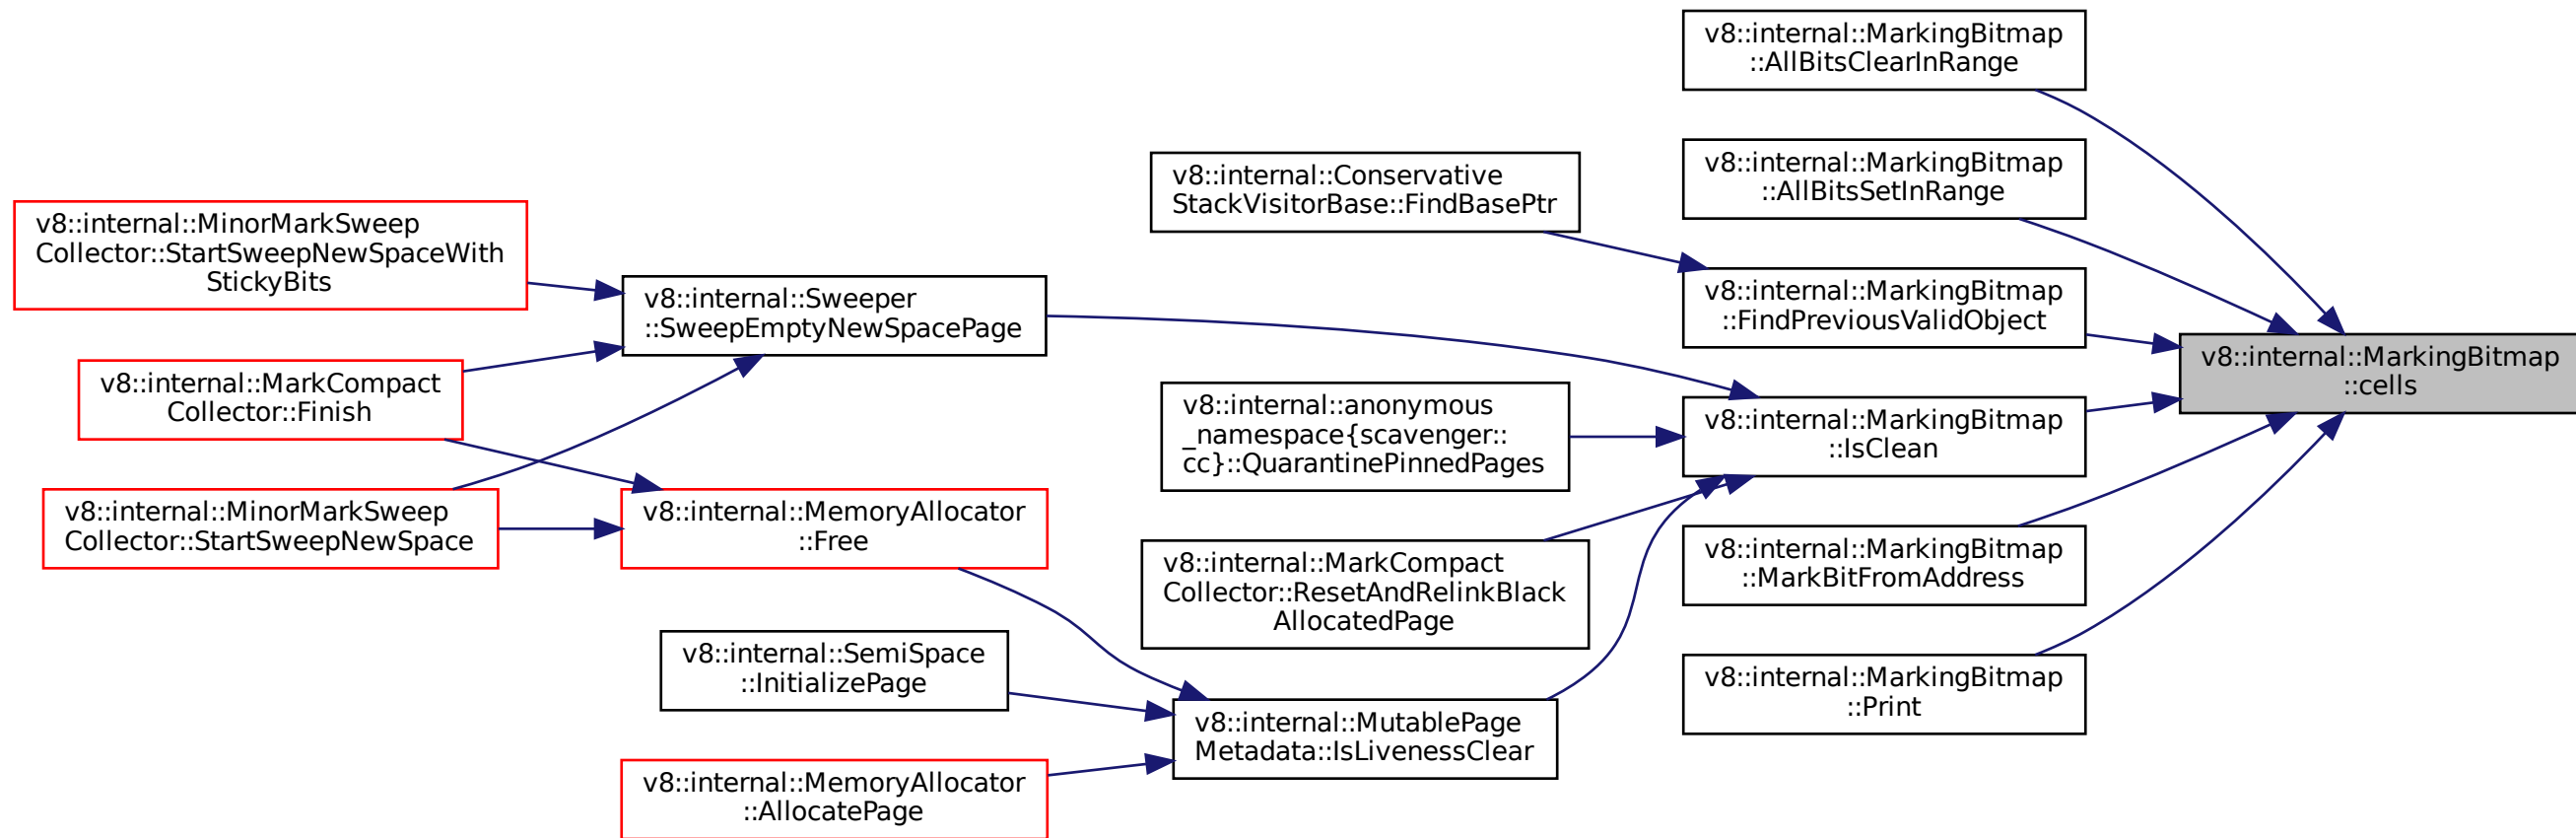 v8::internal::MarkingBitmap
::AllBitsClearInRange
v8::internal::MarkingBitmap
::AllBitsSetInRange
v8::internal::Conservative
StackVisitorBase::FindBasePtr
v8::internal::MinorMarkSweep
Collector::StartSweepNewSpaceWith
StickyBits
v8::internal::Sweeper
::SweepEmptyNewSpacePage
v8::internal::MarkingBitmap
::FindPreviousValidObject
v8::internal::MarkingBitmap
::cells
v8::internal::MarkCompact
Collector::Finish
v8::internal::anonymous
_namespace{scavenger::
cc}::QuarantinePinnedPages
v8::internal::MarkingBitmap
::IsClean
v8::internal::MinorMarkSweep
Collector::StartSweepNewSpace
v8::internal::MemoryAllocator
::Free
v8::internal::MarkCompact
Collector::ResetAndRelinkBlack
AllocatedPage
v8::internal::MarkingBitmap
::MarkBitFromAddress
v8::internal::SemiSpace
::InitializePage
v8::internal::MutablePage
Metadata::IsLivenessClear
v8::internal::MarkingBitmap
::Print
v8::internal::MemoryAllocator
::AllocatePage